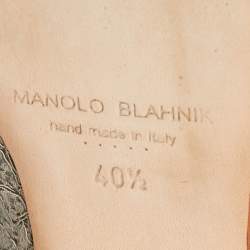 MANOLO BLAHNIK
hand made in Italy
40½